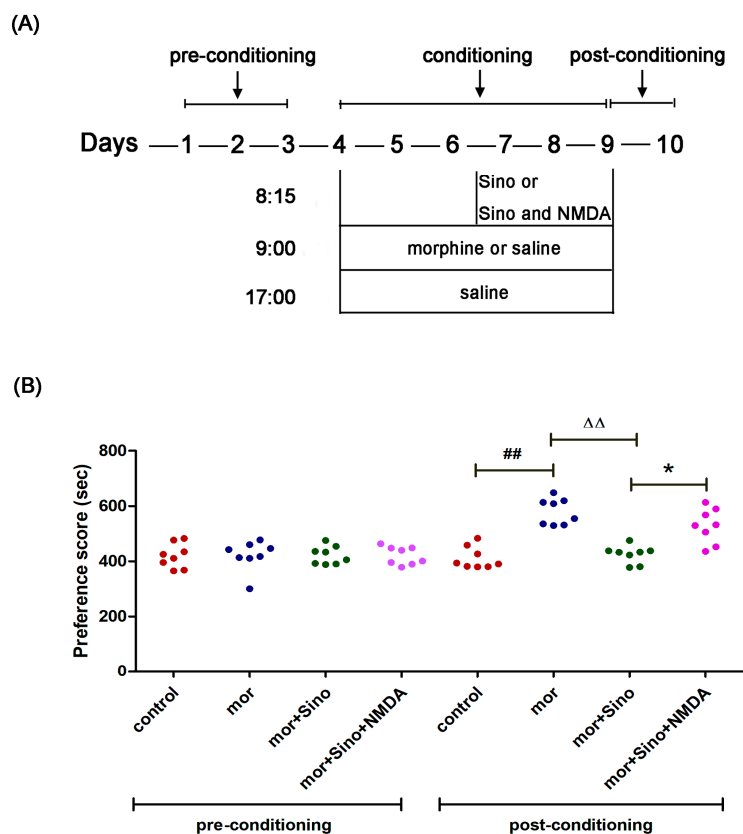 (A)
pre-conditioning conditioning post-conditioning
Days 1 2 3 4 5 6 7 8 9 10
8:15 Sino or
Sino and NMDA
9:00 morphine or saline
17:00 saline
(B)
Preference score (sec)
800
600
400
200
0
## ΔΔ *
control mor mor+Sino mor+Sino+NMDA control mor mor+Sino mor+Sino+NMDA
pre-conditioning post-conditioning